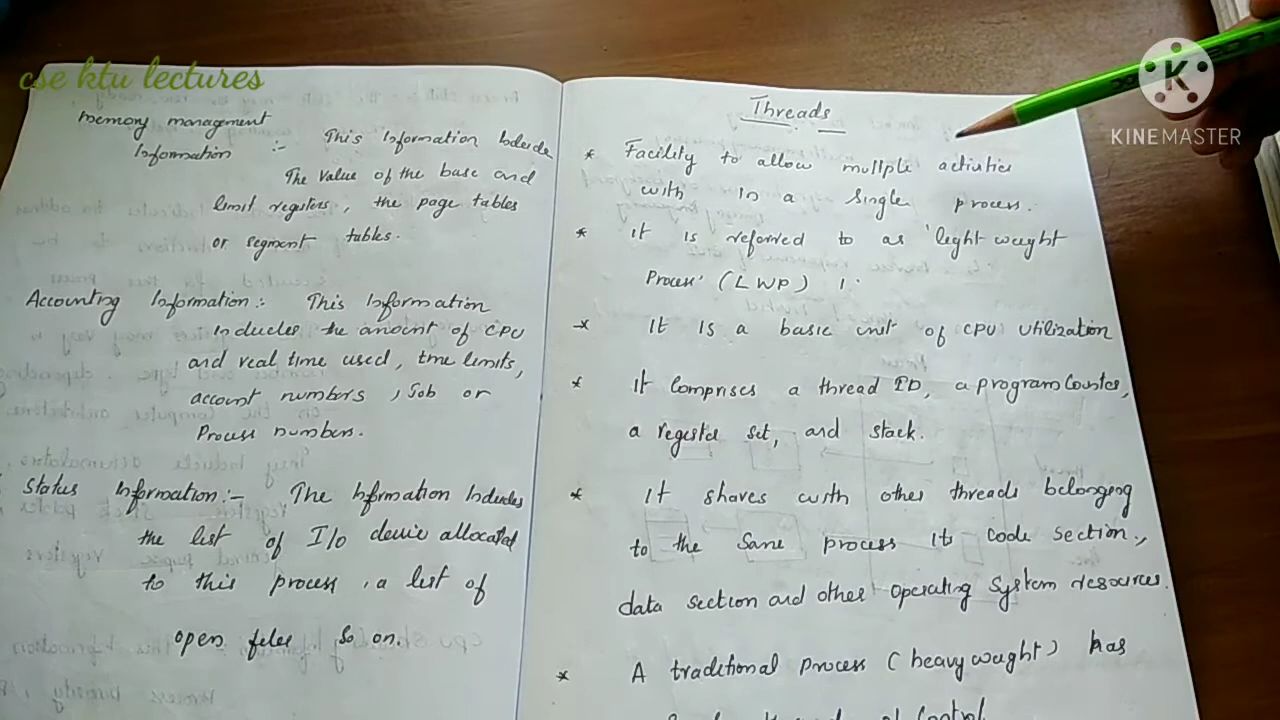 cse ktu lectures
KINEMASTER
Memory management
Information :- This Information Include
The value of the base and
limit registers, the page tables
or segment tables.
Accounting Information :- This Information
Includes the amount of CPU
and real time used, time limits,
account numbers, Job or
Process numbers.
Status Information :- The Information Includes
the list of I/o device allocated
to this process, a list of
open files so on.
Threads
* Facility to allow multiple activities
with in a single process.
* It is referred to as 'light weight
Process' (LWP)
* It is a basic unit of CPU utilization
* It comprises a thread ID, a program counter,
a register set, and stack.
* It shares with other threads belonging
to the same process its code section,
data section and other operating system resources.
* A traditional process (heavy weight) has
control